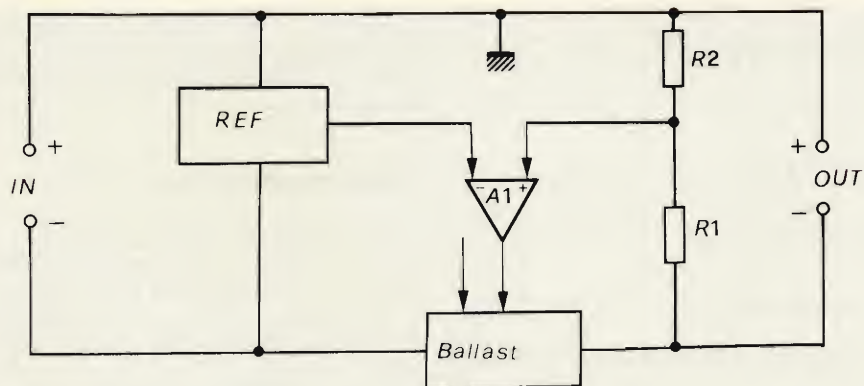 R2
REF
+
+
- A1 +
IN
OUT
-
-
R1
Ballast